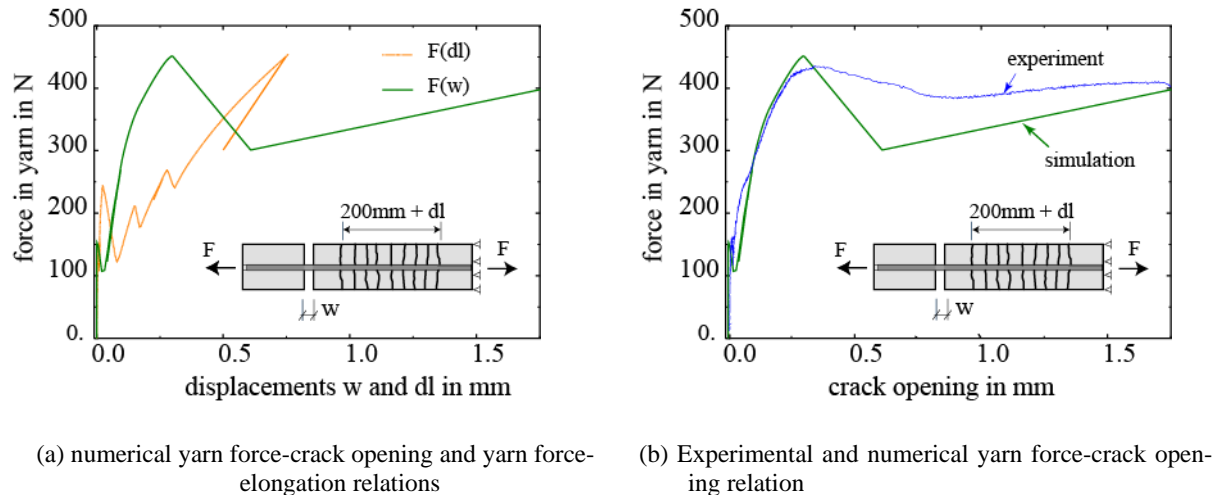 500
400
300
200
100
0.
force in yarn in N
F(dl)
F(w)
200mm + dl
F
F
w
0.0
0.5
1.0
1.5
displacements w and dl in mm
(a) numerical yarn force-crack opening and yarn force-
elongation relations
500
400
300
200
100
0.
force in yarn in N
experiment
simulation
200mm + dl
F
F
w
0.0
0.5
1.0
1.5
crack opening in mm
(b) Experimental and numerical yarn force-crack open-
ing relation